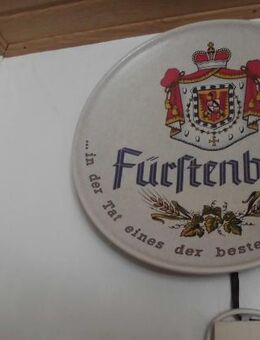 Fürstenb
...in der Tat eines der beste